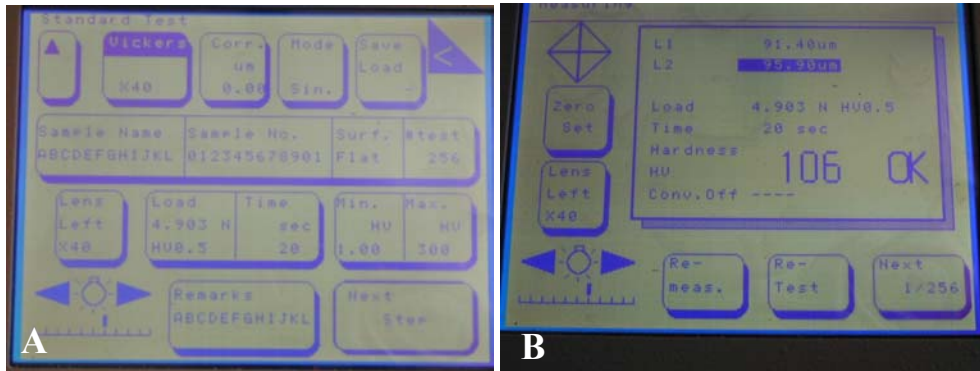 Standard Test
Vickers
X40
Corr.
um
0.00
Mode
Sin.
Save
Load
-
<
Sample Name
ABCDEFGHIJKL
Sample No.
012345678901
Surf.
Flat
#test
256
Lens
Left
X40
Load
4.903 N
HV0.5
Time
sec
20
Min.
HV
1.00
Max.
HV
300
Remarks
ABCDEFGHIJKL
Next
Step
A
Measuring
L1 91.40um
L2 95.90um
Zero
Set
Load 4.903 N HV0.5
Time 20 sec
Hardness
HV 106 OK
Conv.Off ----
Lens
Left
X40
Re-
meas.
Re-
Test
Next
1/256
B